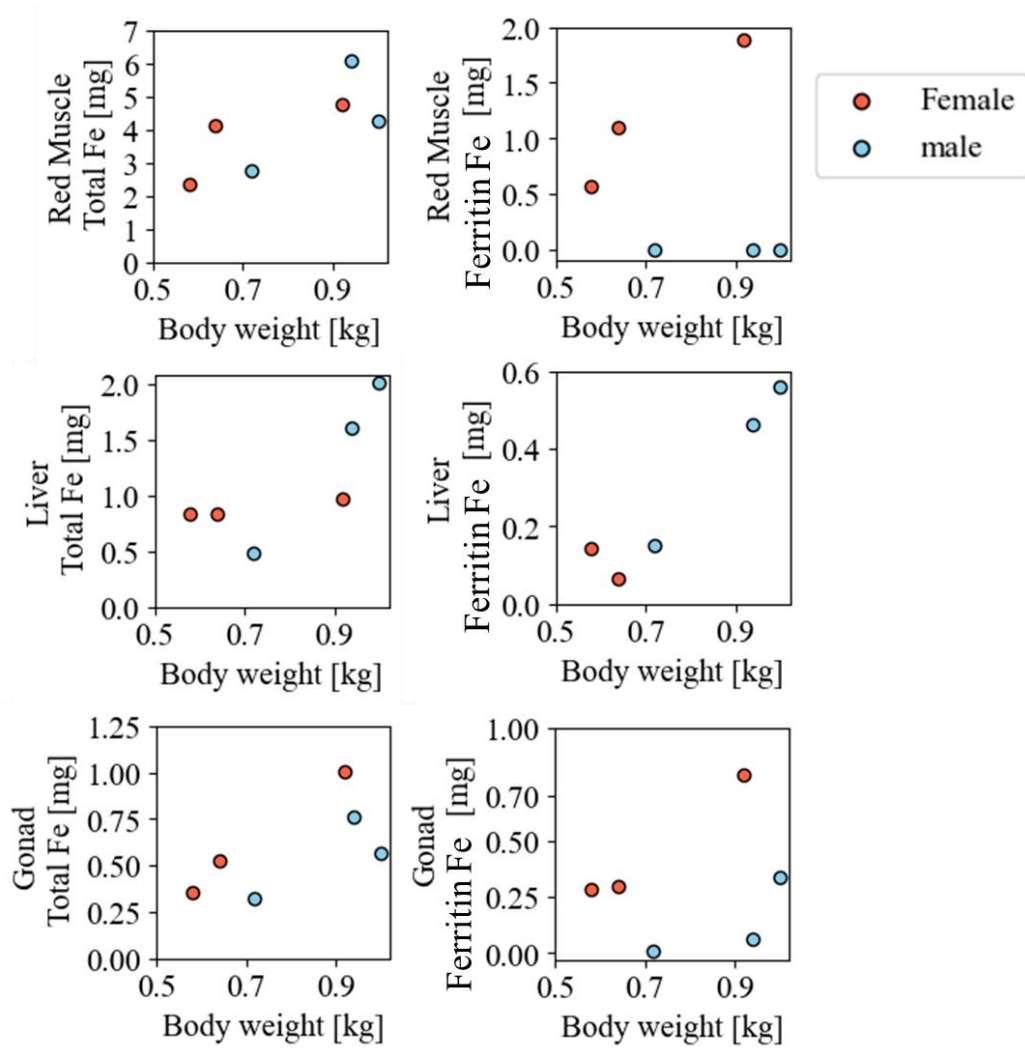 Red Muscle
Total Fe [mg]
7
6
5
4
3
2
1
0
0.5
0.7
0.9
Body weight [kg]
Red Muscle
Ferritin Fe [mg]
2.0
1.5
1.0
0.5
0.0
0.5
0.7
0.9
Body weight [kg]
Female
male
Liver
Total Fe [mg]
2.0
1.5
1.0
0.5
0.0
0.5
0.7
0.9
Body weight [kg]
Liver
Ferritin Fe [mg]
0.6
0.4
0.2
0.0
0.5
0.7
0.9
Body weight [kg]
Gonad
Total Fe [mg]
1.25
1.00
0.75
0.50
0.25
0.00
0.5
0.7
0.9
Body weight [kg]
Gonad
Ferritin Fe [mg]
1.00
0.70
0.50
0.25
0.00
0.5
0.7
0.9
Body weight [kg]